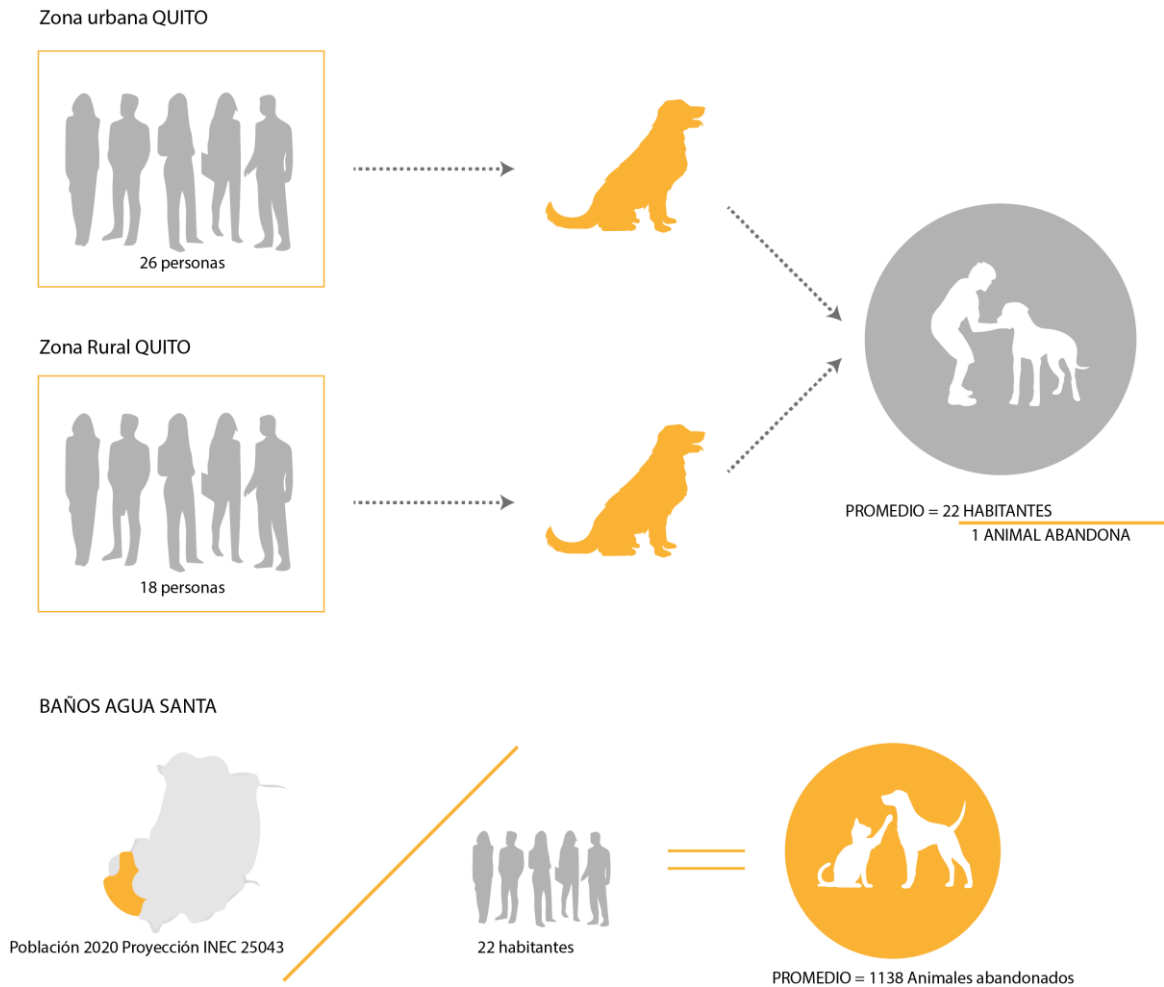 Zona urbana QUITO
26 personas
Zona Rural QUITO
18 personas
PROMEDIO = 22 HABITANTES
1 ANIMAL ABANDONA
BAÑOS AGUA SANTA
Población 2020 Proyección INEC 25043
22 habitantes
PROMEDIO = 1138 Animales abandonados